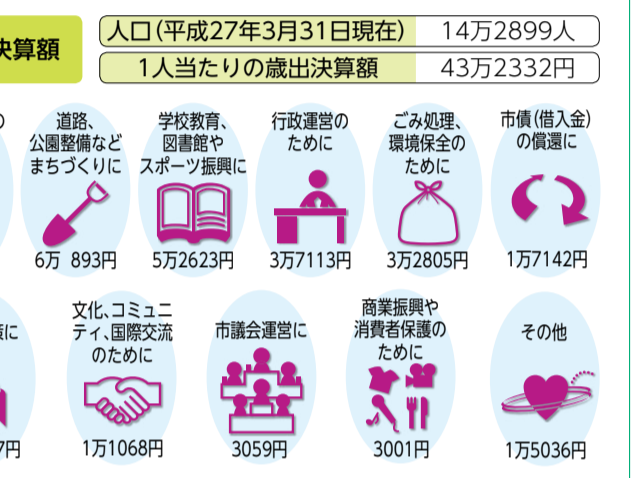 決算額
人口(平成27年3月31日現在) 14万2899人
1人当たりの歳出決算額 43万2332円
の
道路、
公園整備など
まちづくりに
6万 893円
学校教育、
図書館や
スポーツ振興に
5万2623円
行政運営の
ために
3万7113円
ごみ処理、
環境保全の
ために
3万2805円
市債(借入金)
の償還に
1万7142円
策に
7円
文化、コミュニ
ティ、国際交流
のために
1万1068円
市議会運営に
3059円
商業振興や
消費者保護の
ために
3001円
その他
1万5036円